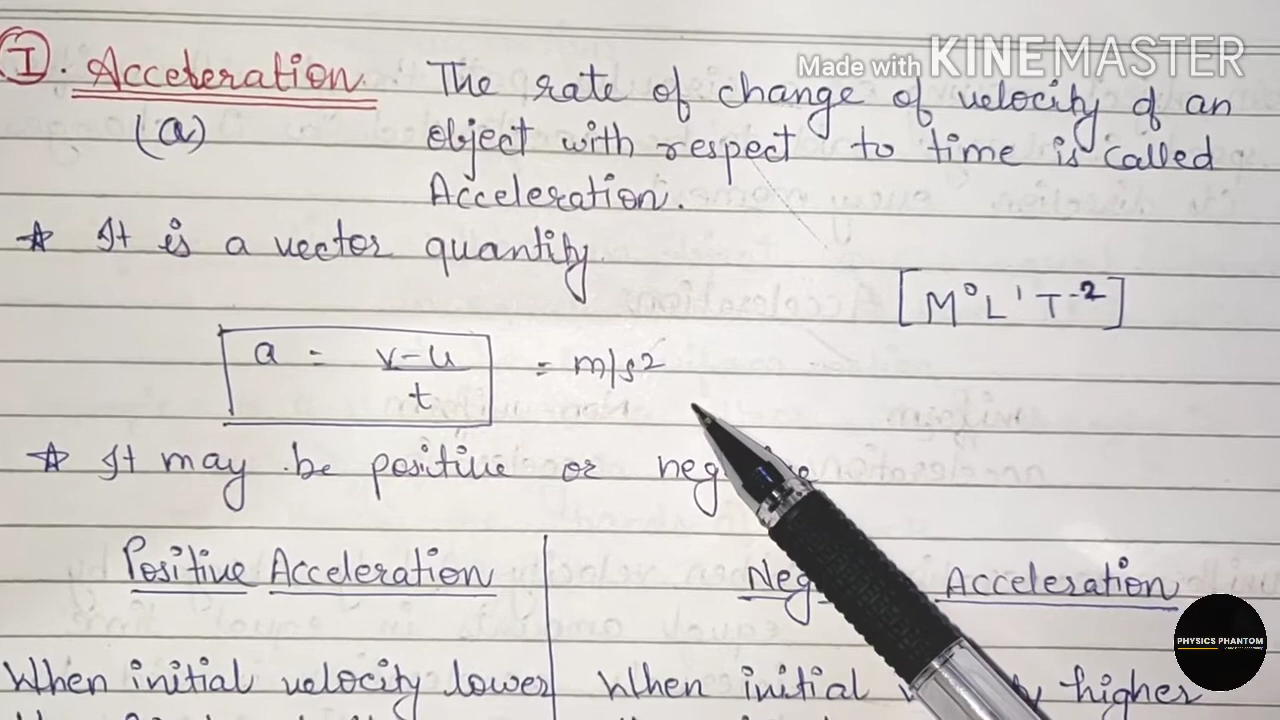 Made with KINEMASTER
I. Acceleration : The rate of change of velocity of an
(a) object with respect to time is called
Acceleration.
☆ It is a vector quantity.
[M⁰L¹T⁻²]
a = v-u/t = m/s²
☆ It may be positive or
Positive Acceleration Acceleration
When initial velocity lower When initial higher
PHYSICS PHANTOM